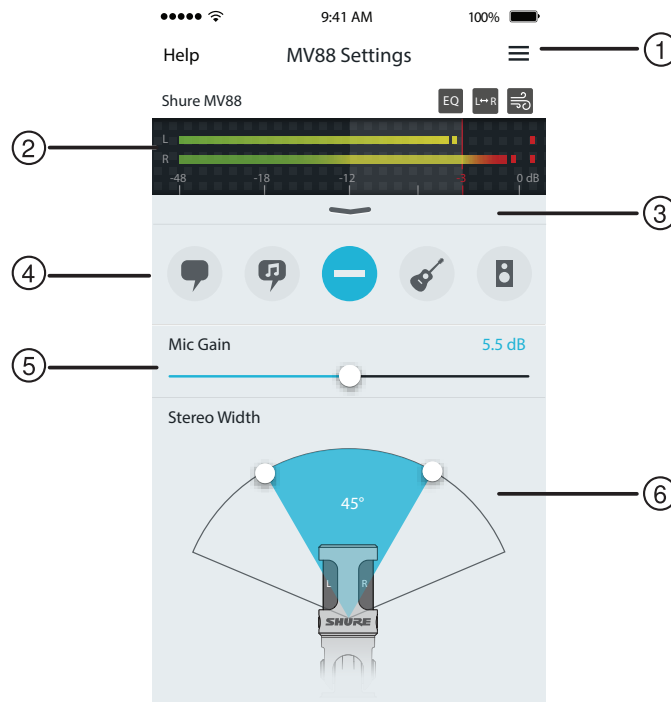 9:41 AM 100%
Help MV88 Settings
1
Shure MV88 EQ L↔R
2
L
R
-48 -18 -12 -3 0 dB
3
4
Mic Gain 5.5 dB
5
Stereo Width
45°
6
L R
SHURE